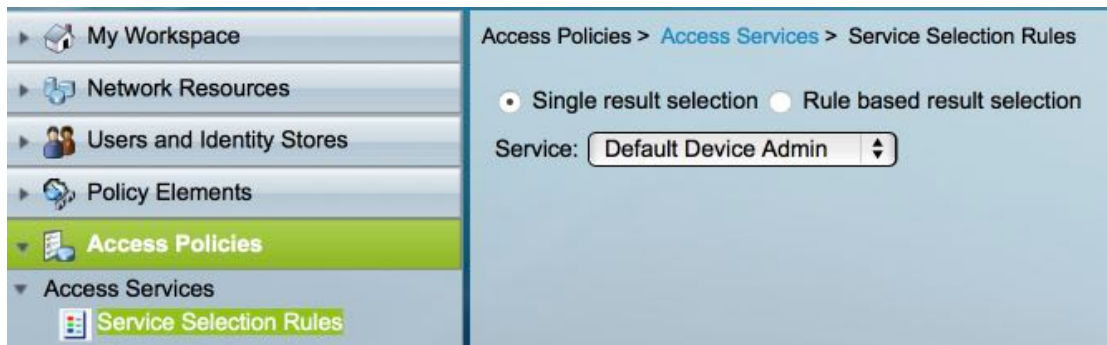 My Workspace
Network Resources
Users and Identity Stores
Policy Elements
Access Policies
Access Services
Service Selection Rules
Access Policies > Access Services > Service Selection Rules
Single result selection Rule based result selection
Service: Default Device Admin